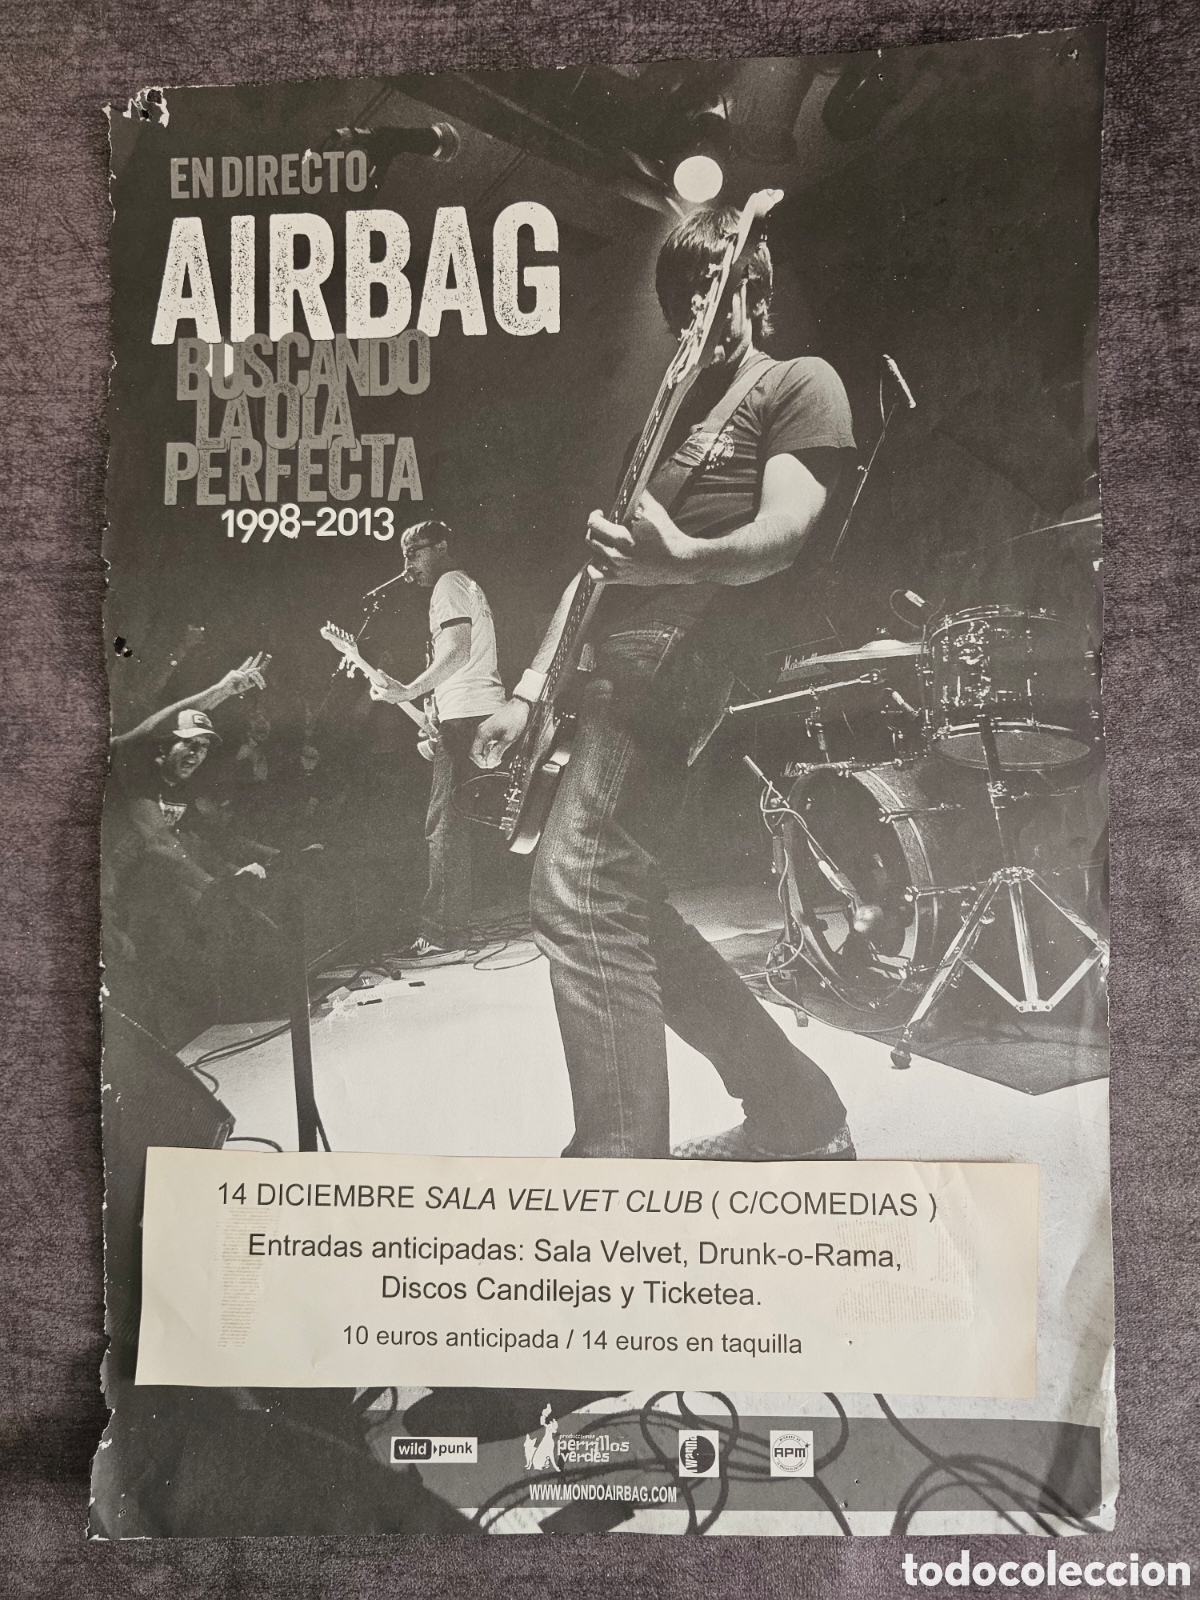 EN DIRECTO
AIRBAG
BUSCANDO
LA OLA
PERFECTA
1998-2013
14 DICIEMBRE SALA VELVET CLUB ( C/COMEDIAS )
Entradas anticipadas: Sala Velvet, Drunk-o-Rama,
Discos Candilejas y Ticketea.
10 euros anticipada / 14 euros en taquilla
wild punk
producciones
perrillos
verdes
APM
WWW.MONDOAIRBAG.COM
todocoleccion